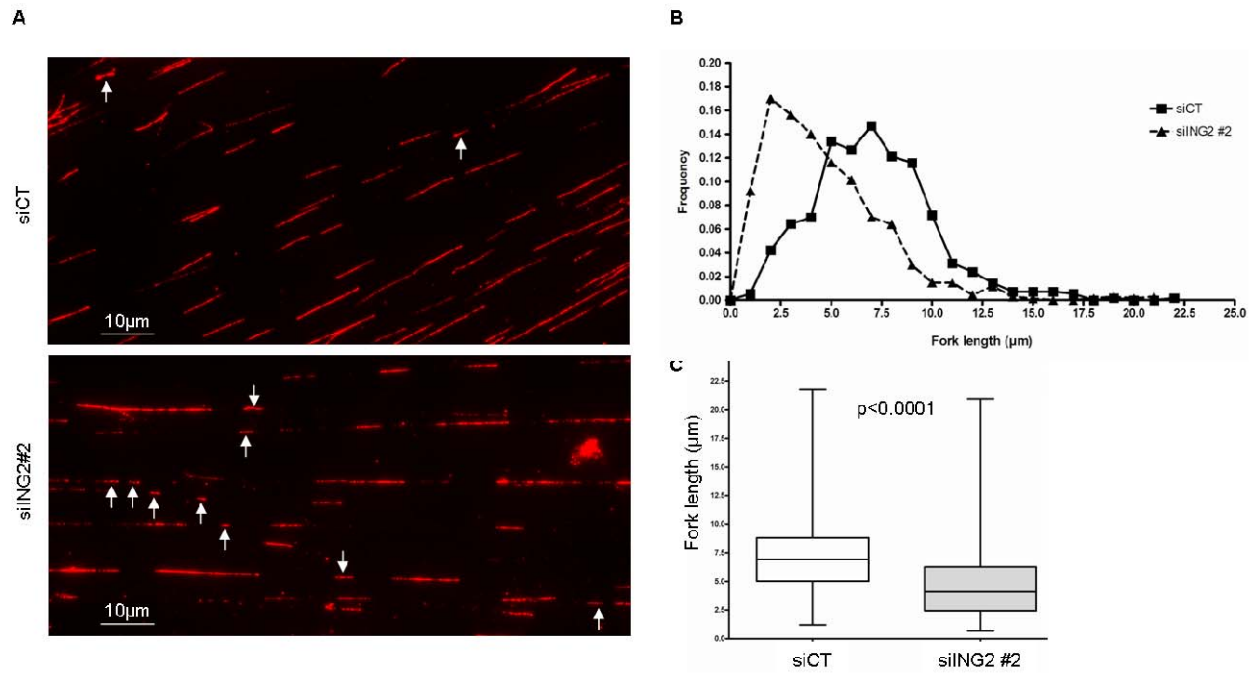 A
siCT
10µm
siING2#2
10µm
B
0.20
0.18
0.16
0.14
0.12
0.10
0.08
0.06
0.04
0.02
0.00
Frequency
0.0 2.5 5.0 7.5 10.0 12.5 15.0 17.5 20.0 22.5 25.0
Fork length (µm)
siCT
siING2 #2
C
22.5
20.0
17.5
15.0
12.5
10.0
7.5
5.0
2.5
0.0
Fork length (µm)
p<0.0001
siCT siING2 #2